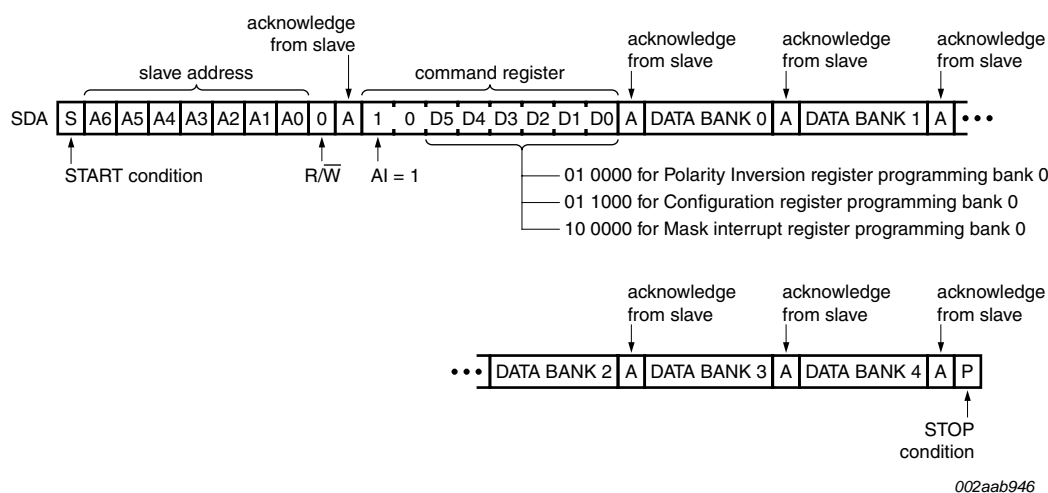 acknowledge
from slave
slave address
command register
acknowledge
from slave
acknowledge
from slave
acknowledge
from slave
SDA S A6 A5 A4 A3 A2 A1 A0 0 A 1 0 D5 D4 D3 D2 D1 D0 A DATA BANK 0 A DATA BANK 1 A •••
START condition
R/W̅
AI = 1
01 0000 for Polarity Inversion register programming bank 0
01 1000 for Configuration register programming bank 0
10 0000 for Mask interrupt register programming bank 0
acknowledge
from slave
acknowledge
from slave
acknowledge
from slave
••• DATA BANK 2 A DATA BANK 3 A DATA BANK 4 A P
STOP
condition
002aab946